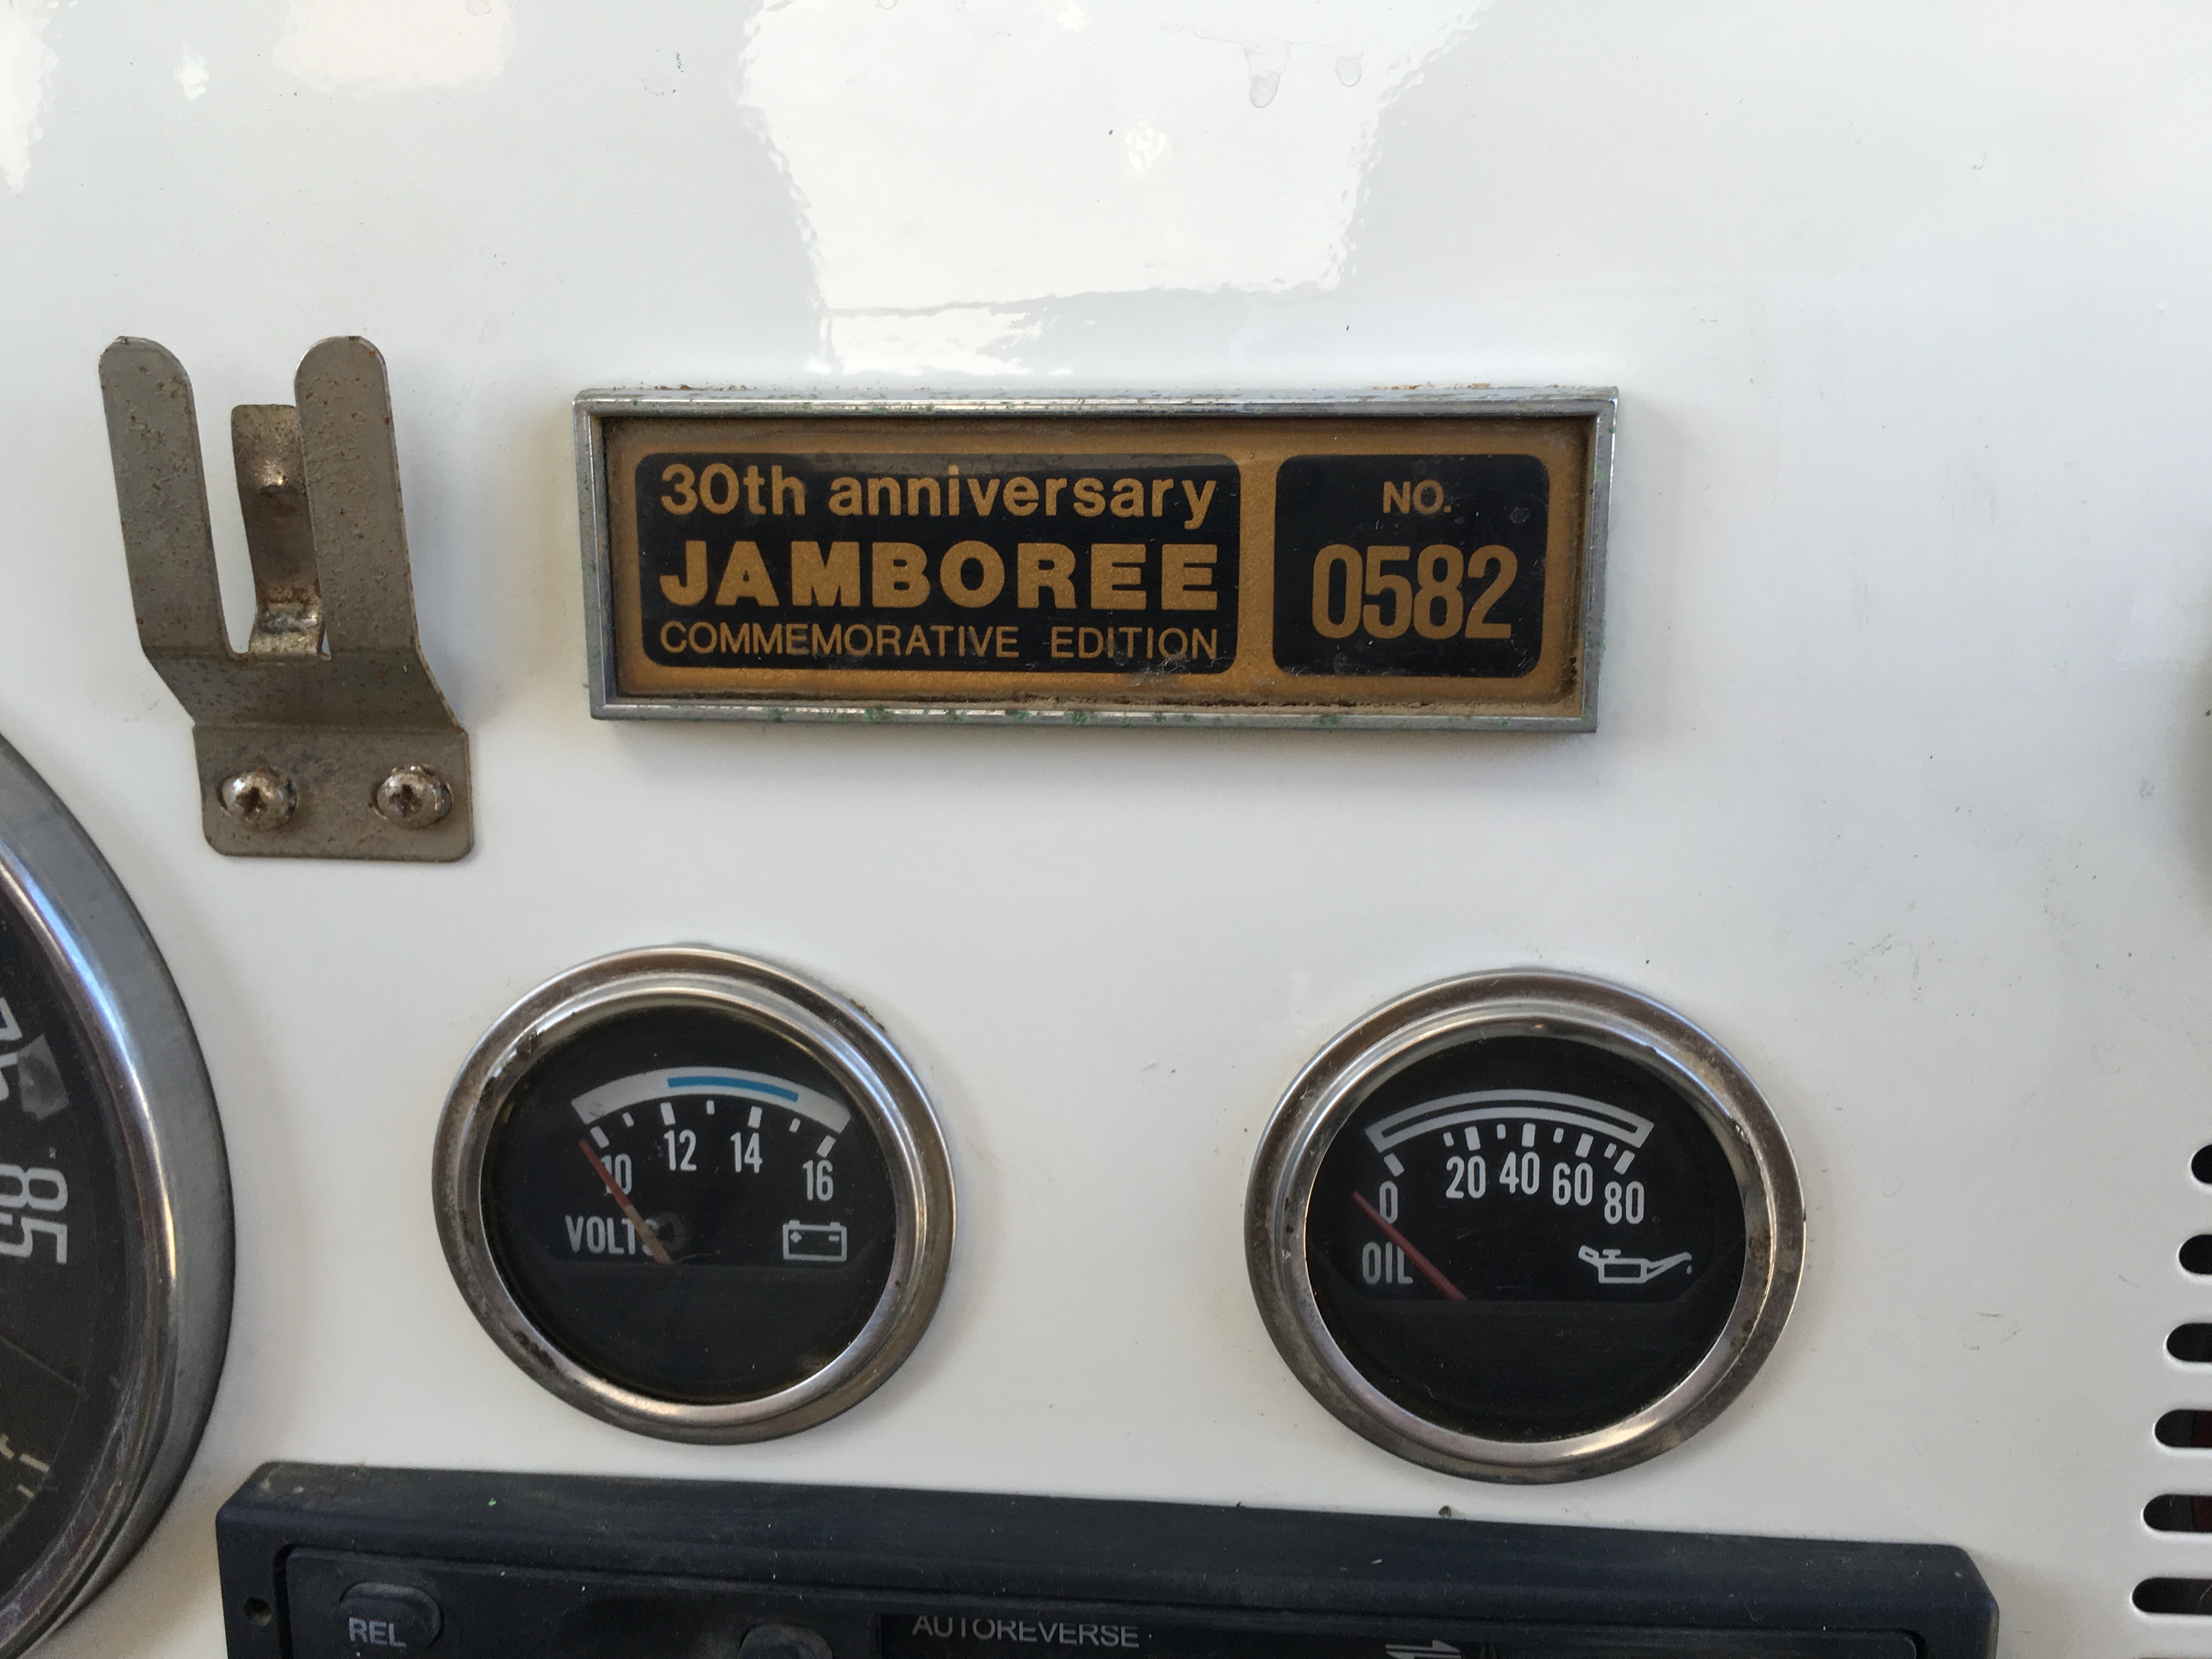 30th anniversary
JAMBOREE
COMMEMORATIVE EDITION
NO.
0582
10 12 14 16
VOLTS
0 20 40 60 80
OIL
85
REL
AUTOREVERSE